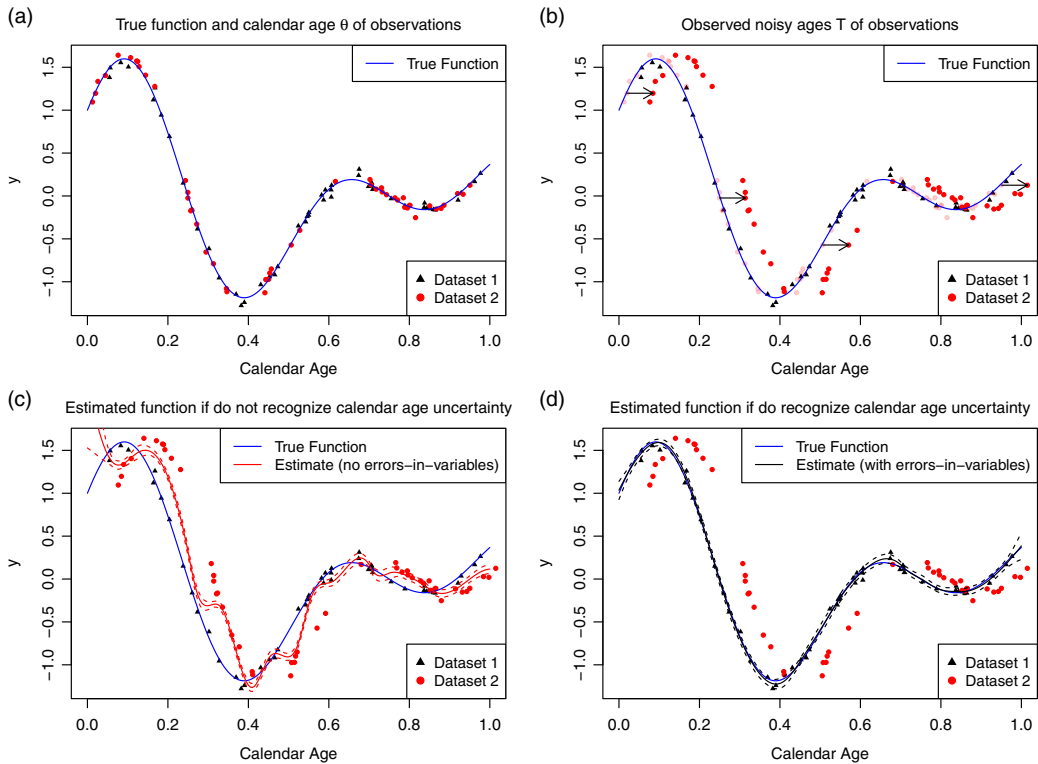 (a)
True function and calendar age θ of observations
True Function
Dataset 1
Dataset 2
y
1.5
1.0
0.5
0.0
−0.5
−1.0
0.0 0.2 0.4 0.6 0.8 1.0
Calendar Age
(b)
Observed noisy ages T of observations
True Function
Dataset 1
Dataset 2
y
1.5
1.0
0.5
0.0
−0.5
−1.0
0.0 0.2 0.4 0.6 0.8 1.0
Calendar Age
(c)
Estimated function if do not recognize calendar age uncertainty
True Function
Estimate (no errors−in−variables)
Dataset 1
Dataset 2
y
1.5
1.0
0.5
0.0
−0.5
−1.0
0.0 0.2 0.4 0.6 0.8 1.0
Calendar Age
(d)
Estimated function if do recognize calendar age uncertainty
True Function
Estimate (with errors−in−variables)
Dataset 1
Dataset 2
y
1.5
1.0
0.5
0.0
−0.5
−1.0
0.0 0.2 0.4 0.6 0.8 1.0
Calendar Age